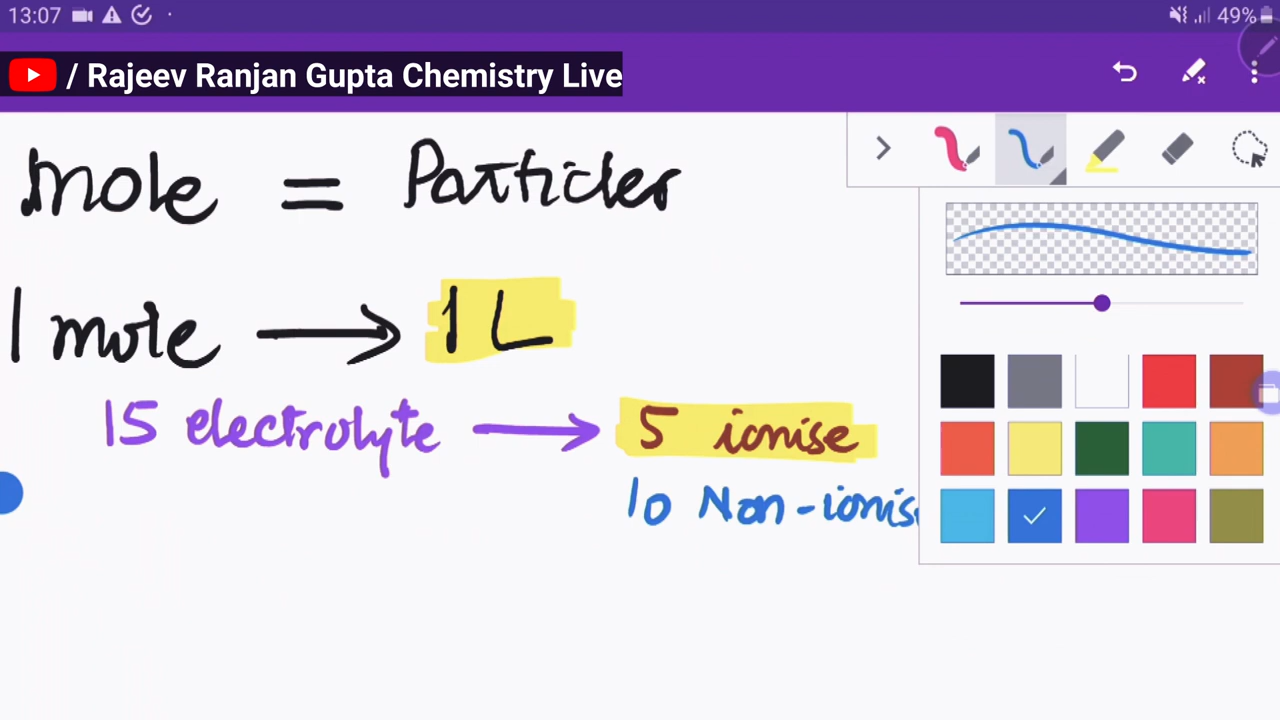 13:07 49%
/ Rajeev Ranjan Gupta Chemistry Live
mole = Particles
1 mole → 1 L
15 electrolyte → 5 ionise
10 Non-ionis